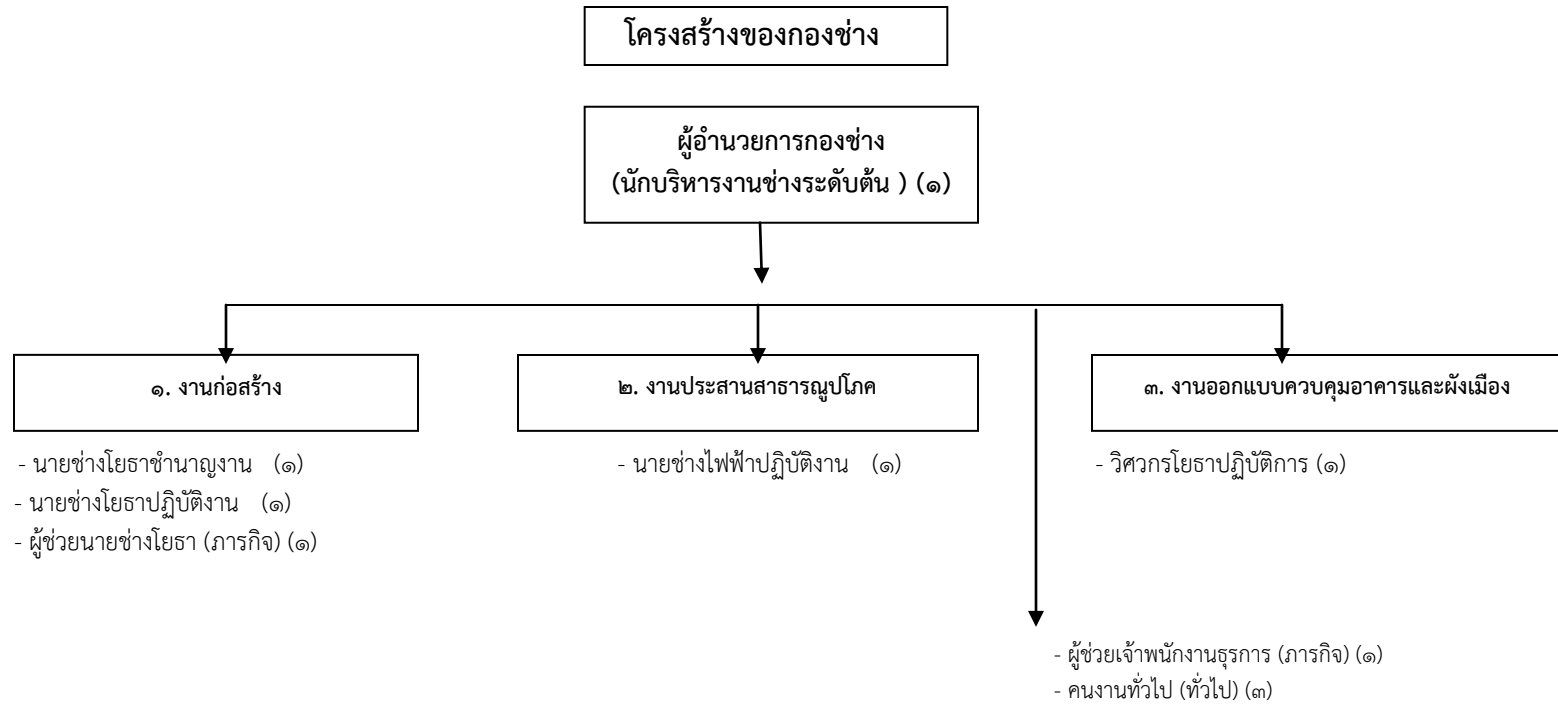 โครงสร้างของกองช่าง
ผู้อำนวยการกองช่าง
(นักบริหารงานช่างระดับต้น ) (๑)
๑. งานก่อสร้าง
๒. งานประสานสาธารณูปโภค
๓. งานออกแบบควบคุมอาคารและผังเมือง
- นายช่างโยธาชำนาญงาน (๑)
- นายช่างโยธาปฏิบัติงาน (๑)
- ผู้ช่วยนายช่างโยธา (ภารกิจ) (๑)
- นายช่างไฟฟ้าปฏิบัติงาน (๑)
- วิศวกรโยธาปฏิบัติการ (๑)
- ผู้ช่วยเจ้าพนักงานธุรการ (ภารกิจ) (๑)
- คนงานทั่วไป (ทั่วไป) (๓)